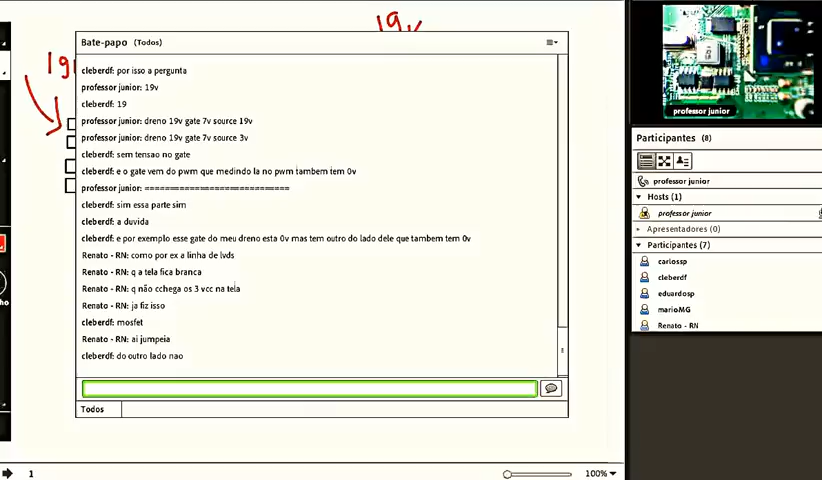 19v
19
Bate-papo (Todos)
cleberdf: por isso a pergunta
professor junior: 19v
cleberdf: 19
professor junior: dreno 19v gate 7v source 19v
professor junior: dreno 19v gate 7v source 3v
cleberdf: sem tensao no gate
cleberdf: e o gate vem do pwm que medindo la no pwm tambem tem 0v
professor junior: =============================
cleberdf: sim essa parte sim
cleberdf: a duvida
cleberdf: e por exemplo esse gate do meu dreno esta 0v mas tem outro do lado dele que tambem tem 0v
Renato - RN: como por ex a linha de lvds
Renato - RN: q a tela fica branca
Renato - RN: q não cchega os 3 vcc na tela
Renato - RN: ja fiz isso
cleberdf: mosfet
Renato - RN: ai jumpeia
cleberdf: do outro lado nao
Todos
1
100%
professor junior
Participantes (8)
professor junior
Hosts (1)
professor junior
Apresentadores (0)
Participantes (7)
carlossp
cleberdf
eduardosp
marioMG
Renato - RN